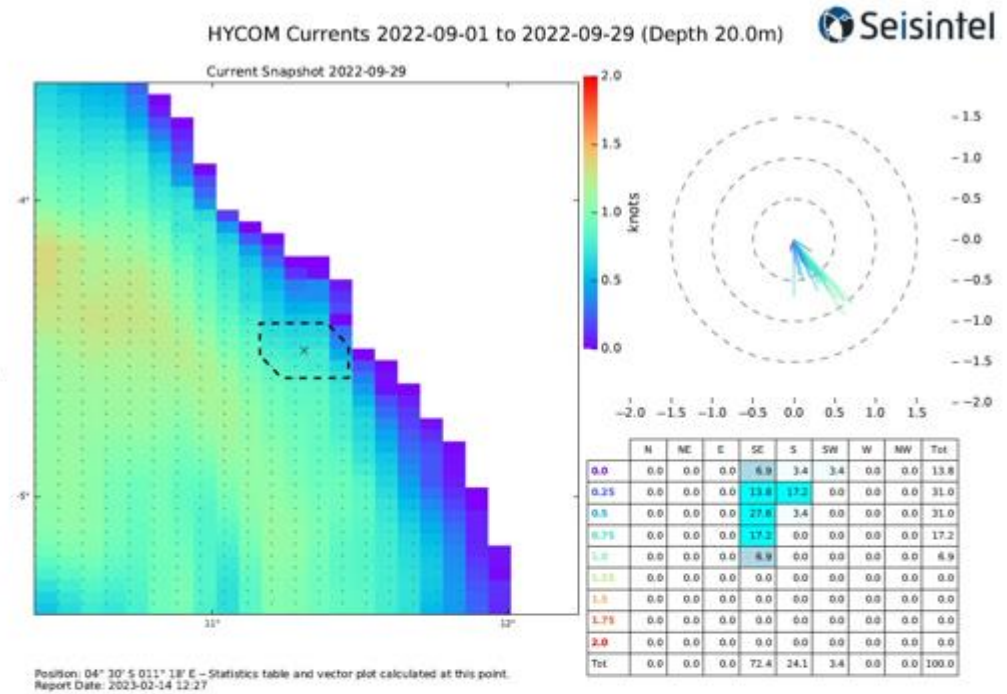 HYCOM Currents 2022-09-01 to 2022-09-29 (Depth 20.0m)
Seisintel
Current Snapshot 2022-09-29
-4°
-5°
11°
12°
2.0
1.5
1.0
0.5
0.0
knots
1.5
1.0
0.5
0.0
−0.5
−1.0
−1.5
−2.0
−2.0 −1.5 −1.0 −0.5 0.0 0.5 1.0 1.5
N NE E SE S SW W NW Tot
0.0 0.0 0.0 0.0 6.9 3.4 3.4 0.0 0.0 13.8
0.25 0.0 0.0 0.0 13.8 17.2 0.0 0.0 0.0 31.0
0.5 0.0 0.0 0.0 27.6 3.4 0.0 0.0 0.0 31.0
0.75 0.0 0.0 0.0 17.2 0.0 0.0 0.0 0.0 17.2
1.0 0.0 0.0 0.0 6.9 0.0 0.0 0.0 0.0 6.9
1.25 0.0 0.0 0.0 0.0 0.0 0.0 0.0 0.0 0.0
1.5 0.0 0.0 0.0 0.0 0.0 0.0 0.0 0.0 0.0
1.75 0.0 0.0 0.0 0.0 0.0 0.0 0.0 0.0 0.0
2.0 0.0 0.0 0.0 0.0 0.0 0.0 0.0 0.0 0.0
Tot 0.0 0.0 0.0 72.4 24.1 3.4 0.0 0.0 100.0
Position: 04° 30' S 011° 18' E – Statistics table and vector plot calculated at this point.
Report Date: 2023-02-14 12:27